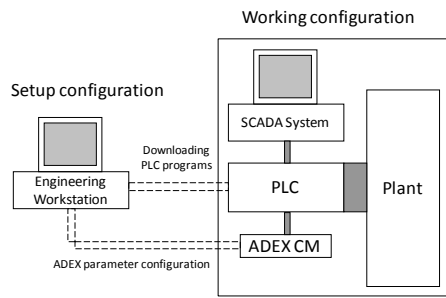 Working configuration
Setup configuration
SCADA System
Downloading
PLC programs
Engineering
Workstation
PLC
Plant
ADEX CM
ADEX parameter configuration